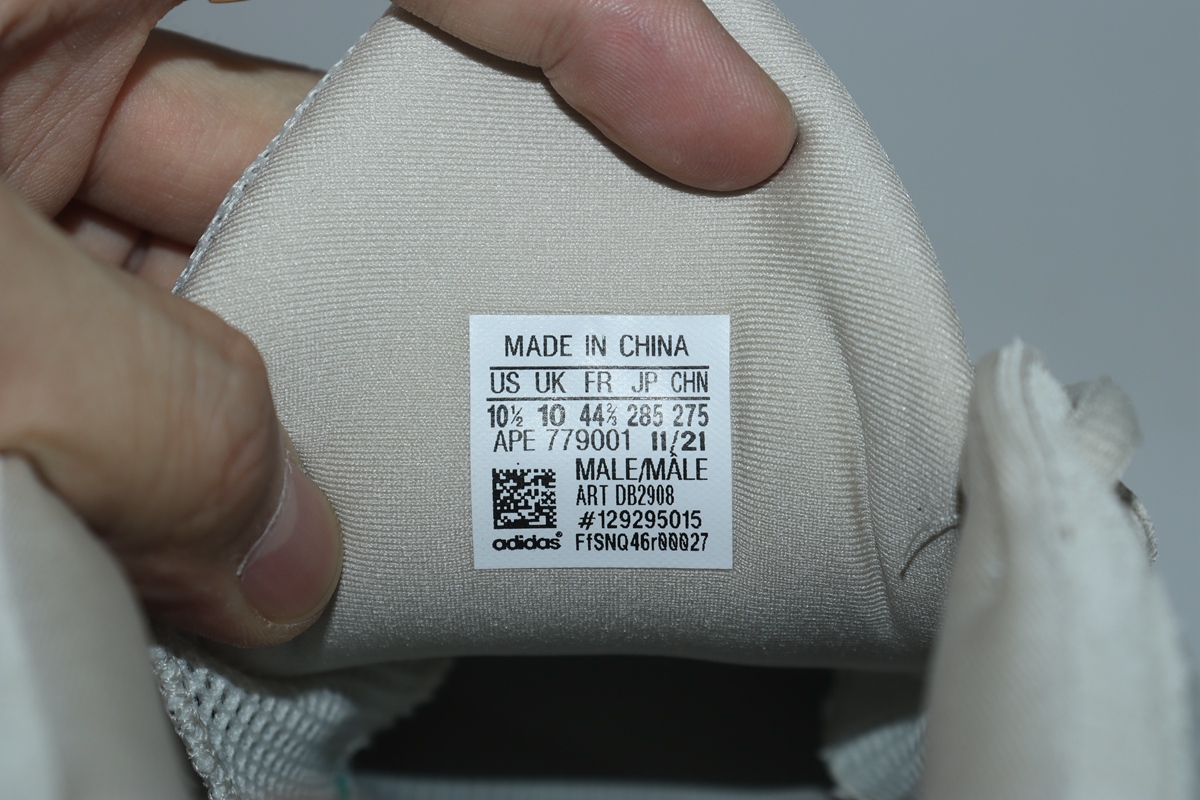 MADE IN CHINA
US UK FR JP CHN
10½ 10 44⅔ 285 275
APE 779001 11/21
MALE/MÂLE
ART DB2908
#129295015
adidas® FfSNQ46r00027